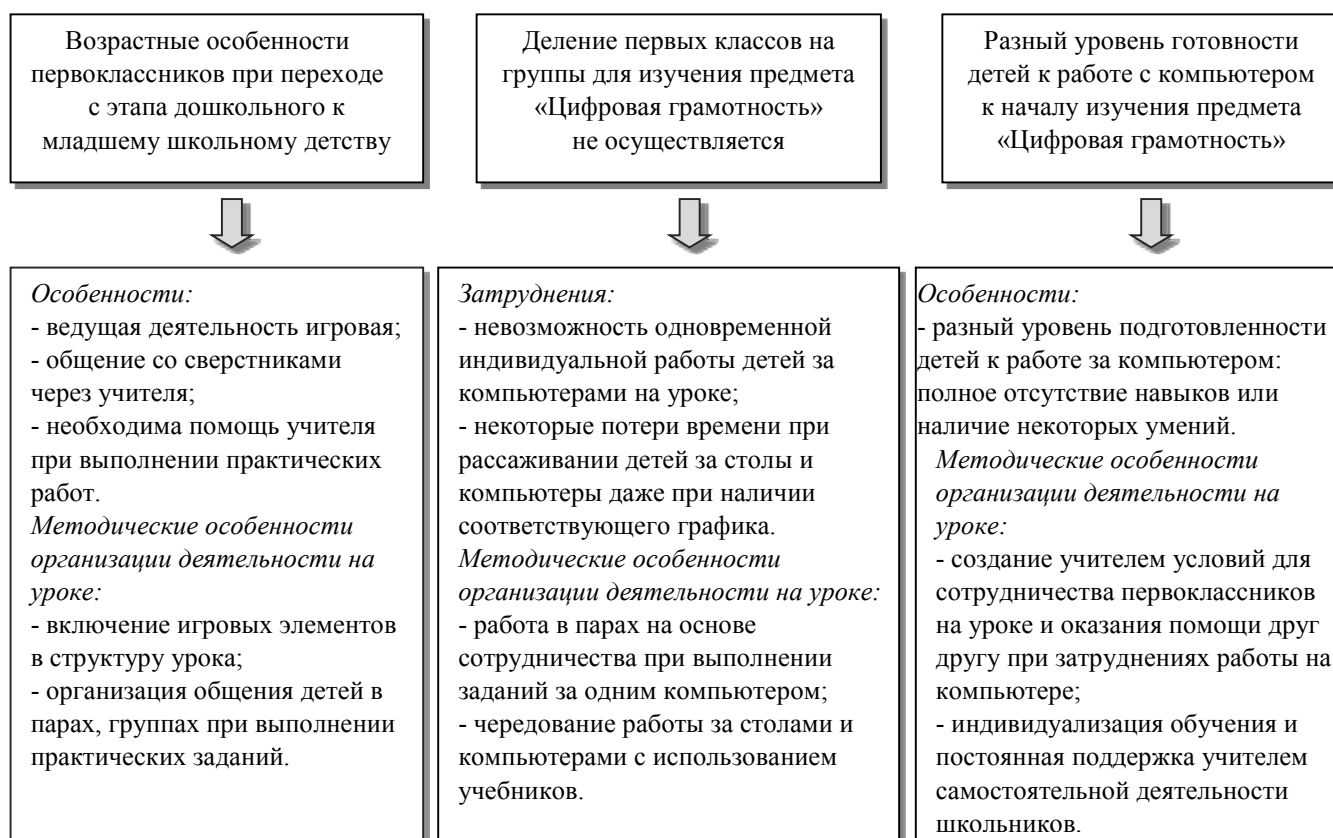 Возрастные особенности
первоклассников при переходе
с этапа дошкольного к
младшему школьному детству
Деление первых классов на
группы для изучения предмета
«Цифровая грамотность»
не осуществляется
Разный уровень готовности
детей к работе с компьютером
к началу изучения предмета
«Цифровая грамотность»
Особенности:
- ведущая деятельность игровая;
- общение со сверстниками
через учителя;
- необходима помощь учителя
при выполнении практических
работ.
Методические особенности
организации деятельности на
уроке:
- включение игровых элементов
в структуру урока;
- организация общения детей в
парах, группах при выполнении
практических заданий.
Затруднения:
- невозможность одновременной
индивидуальной работы детей за
компьютерами на уроке;
- некоторые потери времени при
рассаживании детей за столы и
компьютеры даже при наличии
соответствующего графика.
Методические особенности
организации деятельности на уроке:
- работа в парах на основе
сотрудничества при выполнении
заданий за одним компьютером;
- чередование работы за столами и
компьютерами с использованием
учебников.
Особенности:
- разный уровень подготовленности
детей к работе за компьютером:
полное отсутствие навыков или
наличие некоторых умений.
Методические особенности
организации деятельности на
уроке:
- создание учителем условий для
сотрудничества первоклассников
на уроке и оказания помощи друг
другу при затруднениях работы на
компьютере;
- индивидуализация обучения и
постоянная поддержка учителем
самостоятельной деятельности
школьников.